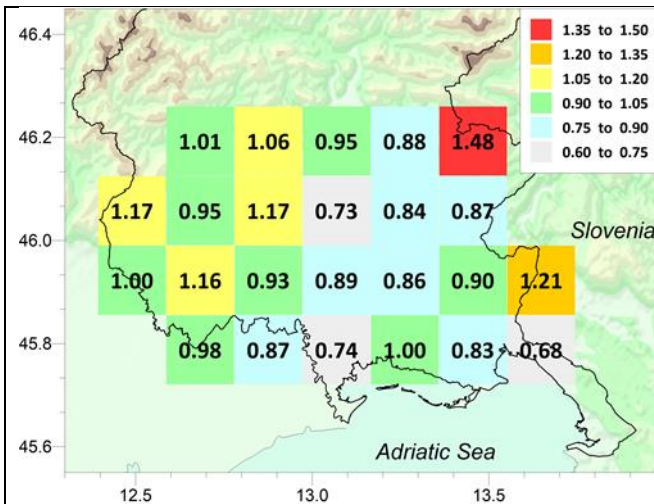 46.4
1.35 to 1.50
1.20 to 1.35
1.05 to 1.20
0.90 to 1.05
0.75 to 0.90
0.60 to 0.75
46.2
1.01 1.06 0.95 0.88 1.48
1.17 0.95 1.17 0.73 0.84 0.87
46.0
Slovenia
1.00 1.16 0.93 0.89 0.86 0.90 1.21
45.8
0.98 0.87 0.74 1.00 0.83 0.68
45.6
Adriatic Sea
12.5 13.0 13.5